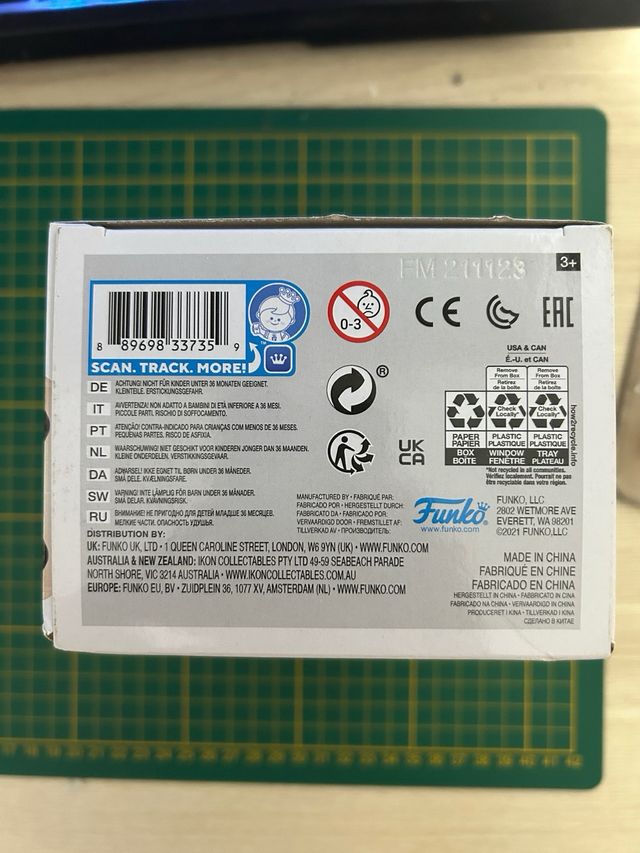 FM 211123
3+
8 89698 33735 9
SCAN. TRACK. MORE!
0-3
CE
EAC
UK
CA
USA & CAN
É.-U. et CAN
Remove From Box
Retirez de la boîte
Remove From Box
Retirez de la boîte
Check Locally*
Check Locally*
PAPER
PAPIER
BOX
BOÎTE
PLASTIC
PLASTIQUE
WINDOW
FENÊTRE
PLASTIC
PLASTIQUE
TRAY
PLATEAU
how2recycle.info
*Not recycled in all communities.
Vérifiez localement. Pourrait ne pas
être recyclable dans votre région.
DE ACHTUNG! NICHT FÜR KINDER UNTER 36 MONATEN GEEIGNET.
KLEINTEILE. ERSTICKUNGSGEFAHR.
IT AVVERTENZA! NON ADATTO A BAMBINI DI ETÀ INFERIORE A 36 MESI.
PICCOLE PARTI. RISCHIO DI SOFFOCAMENTO.
PT ATENÇÃO! CONTRA-INDICADO PARA CRIANÇAS COM MENOS DE 36 MESES.
PEQUENAS PARTES. RISCO DE ASFIXIA.
NL WAARSCHUWING! NIET GESCHIKT VOOR KINDEREN JONGER DAN 36 MAANDEN.
KLEINE ONDERDELEN. VERSTIKKINGSGEVAAR.
DA ADVARSEL! IKKE EGNET TIL BØRN UNDER 36 MÅNEDER.
SMÅ DELE. KVÆLNINGSFARE.
SW VARNING! INTE LÄMPLIG FÖR BARN UNDER 36 MÅNADER.
SMÅ DELAR. KVÄVNINGSRISK.
RU ВНИМАНИЕ! НЕ ПРИГОДНО ДЛЯ ДЕТЕЙ МЛАДШЕ 36 МЕСЯЦЕВ.
МЕЛКИЕ ЧАСТИ. ОПАСНОСТЬ УДУШЬЯ.
MANUFACTURED BY • FABRIQUÉ PAR:
FABRICADO POR • HERGESTELLT DURCH:
FABBRICATO DA • FABRICADO POR:
VERVAARDIGD DOOR • FREMSTILLET AF:
TILLVERKAD AV • ПРОИЗВОДИТЕЛЬ:
Funko®
www.funko.com
FUNKO, LLC
2802 WETMORE AVE
EVERETT, WA 98201
©2021 FUNKO,LLC
DISTRIBUTION BY:
UK: FUNKO UK, LTD • 1 QUEEN CAROLINE STREET, LONDON, W6 9YN (UK) • WWW.FUNKO.COM
AUSTRALIA & NEW ZEALAND: IKON COLLECTABLES PTY LTD 49-59 SEABEACH PARADE
NORTH SHORE, VIC 3214 AUSTRALIA • WWW.IKONCOLLECTABLES.COM.AU
EUROPE: FUNKO EU, BV • ZUIDPLEIN 36, 1077 XV, AMSTERDAM (NL) • WWW.FUNKO.COM
MADE IN CHINA
FABRIQUÉ EN CHINE
FABRICADO EN CHINA
HERGESTELLT IN CHINA • FABBRICATO IN CINA
FABRICADO NA CHINA • VERVAARDIGD IN CHINA
PRODUCERET I KINA • TILLVERKAD I KINA
СДЕЛАНО В КИТАЕ